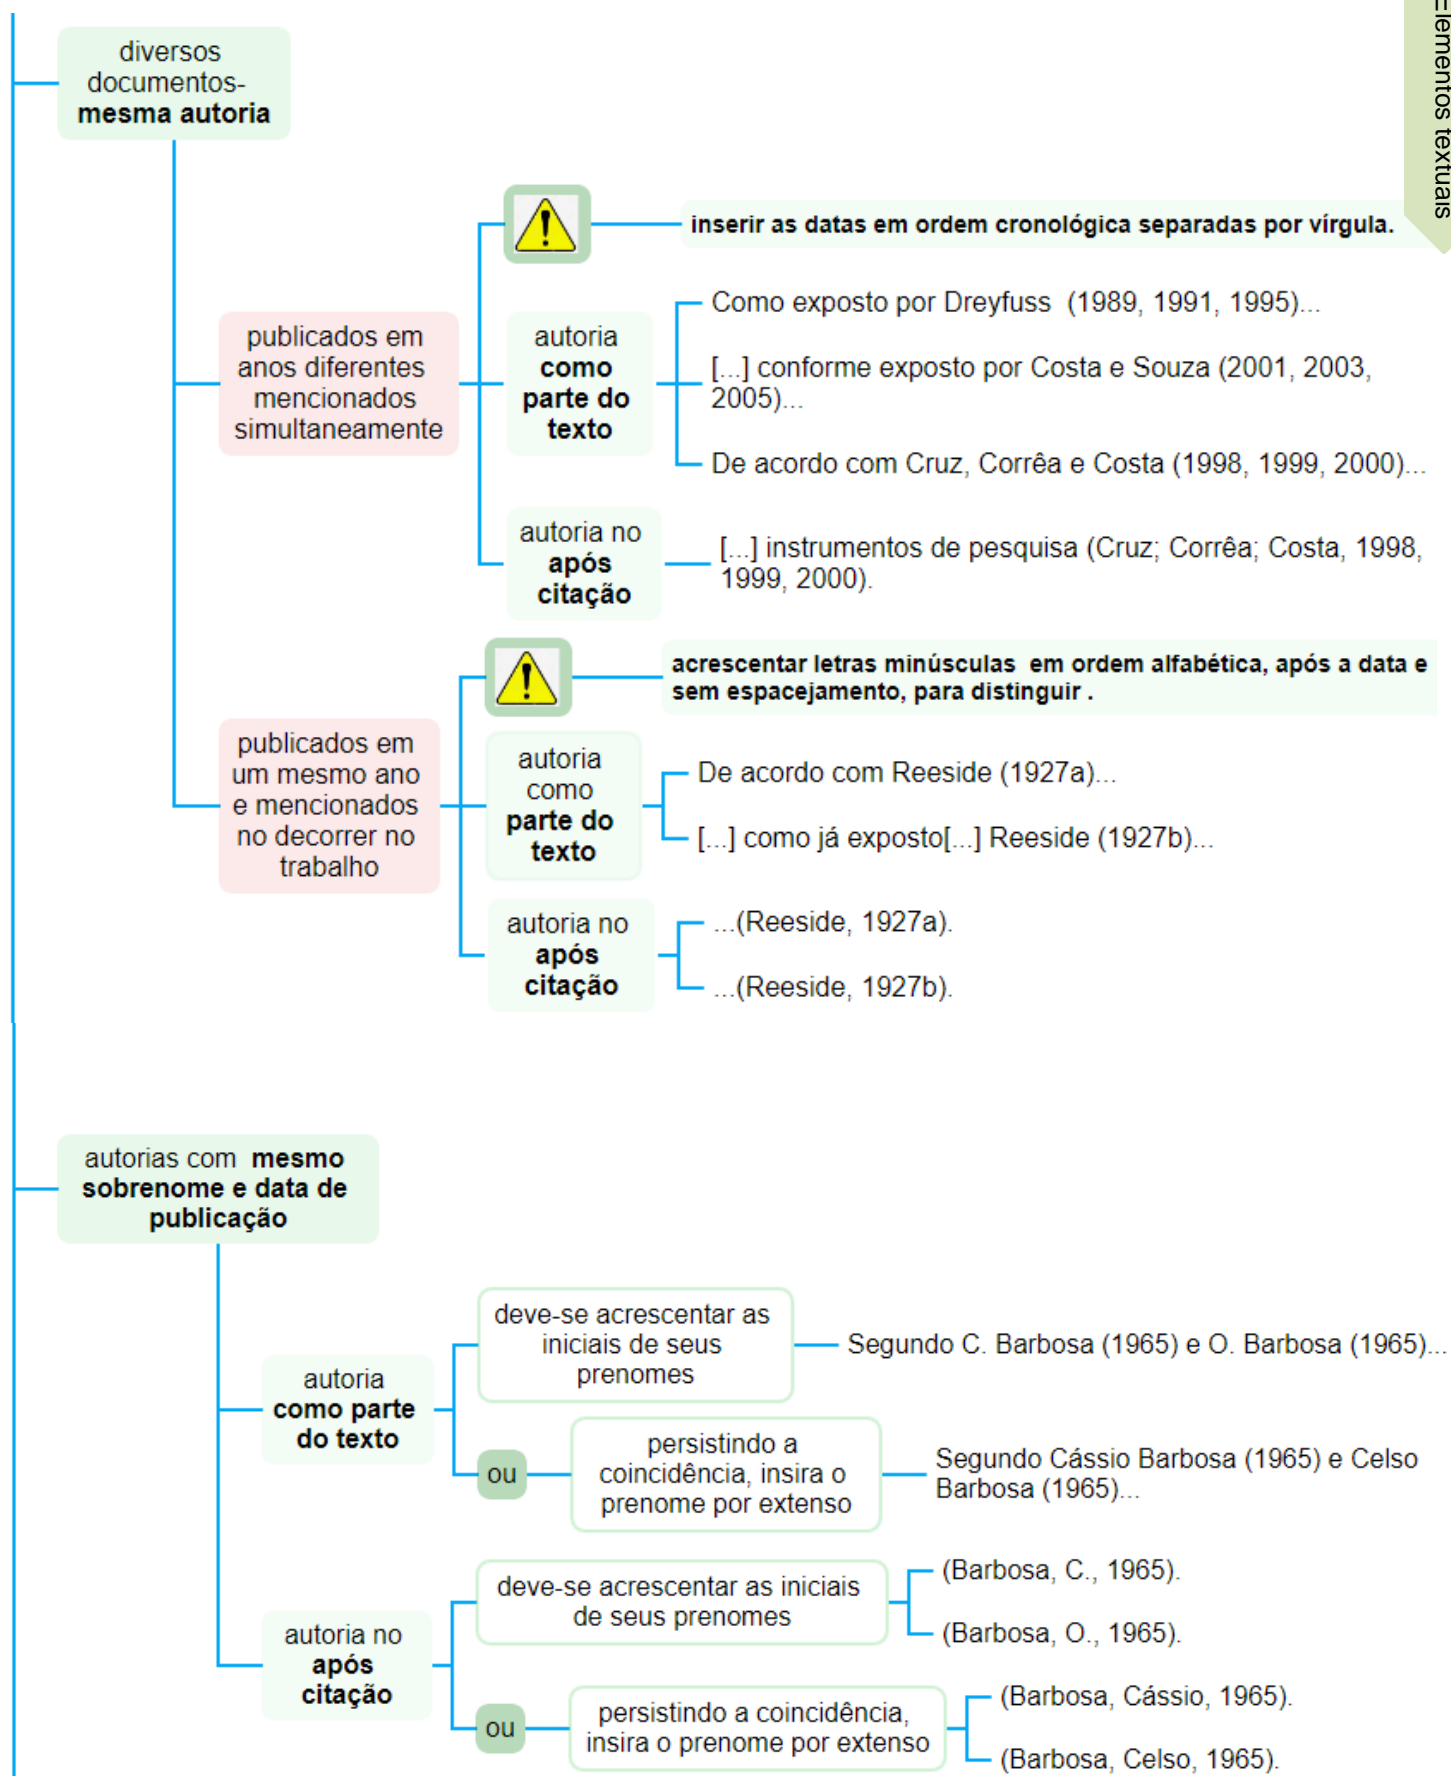 Elementos textuais
diversos
documentos-
mesma autoria
inserir as datas em ordem cronológica separadas por vírgula.
publicados em
anos diferentes
mencionados
simultaneamente
autoria
como
parte do
texto
Como exposto por Dreyfuss  (1989, 1991, 1995)...
[...] conforme exposto por Costa e Souza (2001, 2003,
2005)...
De acordo com Cruz, Corrêa e Costa (1998, 1999, 2000)...
autoria no
após
citação
[...] instrumentos de pesquisa (Cruz; Corrêa; Costa, 1998,
1999, 2000).
acrescentar letras minúsculas  em ordem alfabética, após a data e
sem espacejamento, para distinguir .
publicados em
um mesmo ano
e mencionados
no decorrer no
trabalho
autoria
como
parte do
texto
De acordo com Reeside (1927a)...
[...] como já exposto[...] Reeside (1927b)...
autoria no
após
citação
...(Reeside, 1927a).
...(Reeside, 1927b).
autorias com  mesmo
sobrenome e data de
publicação
autoria
como parte
do texto
deve-se acrescentar as
iniciais de seus
prenomes
Segundo C. Barbosa (1965) e O. Barbosa (1965)...
ou
persistindo a
coincidência, insira o
prenome por extenso
Segundo Cássio Barbosa (1965) e Celso
Barbosa (1965)...
autoria no
após
citação
deve-se acrescentar as iniciais
de seus prenomes
(Barbosa, C., 1965).
(Barbosa, O., 1965).
ou
persistindo a coincidência,
insira o prenome por extenso
(Barbosa, Cássio, 1965).
(Barbosa, Celso, 1965).